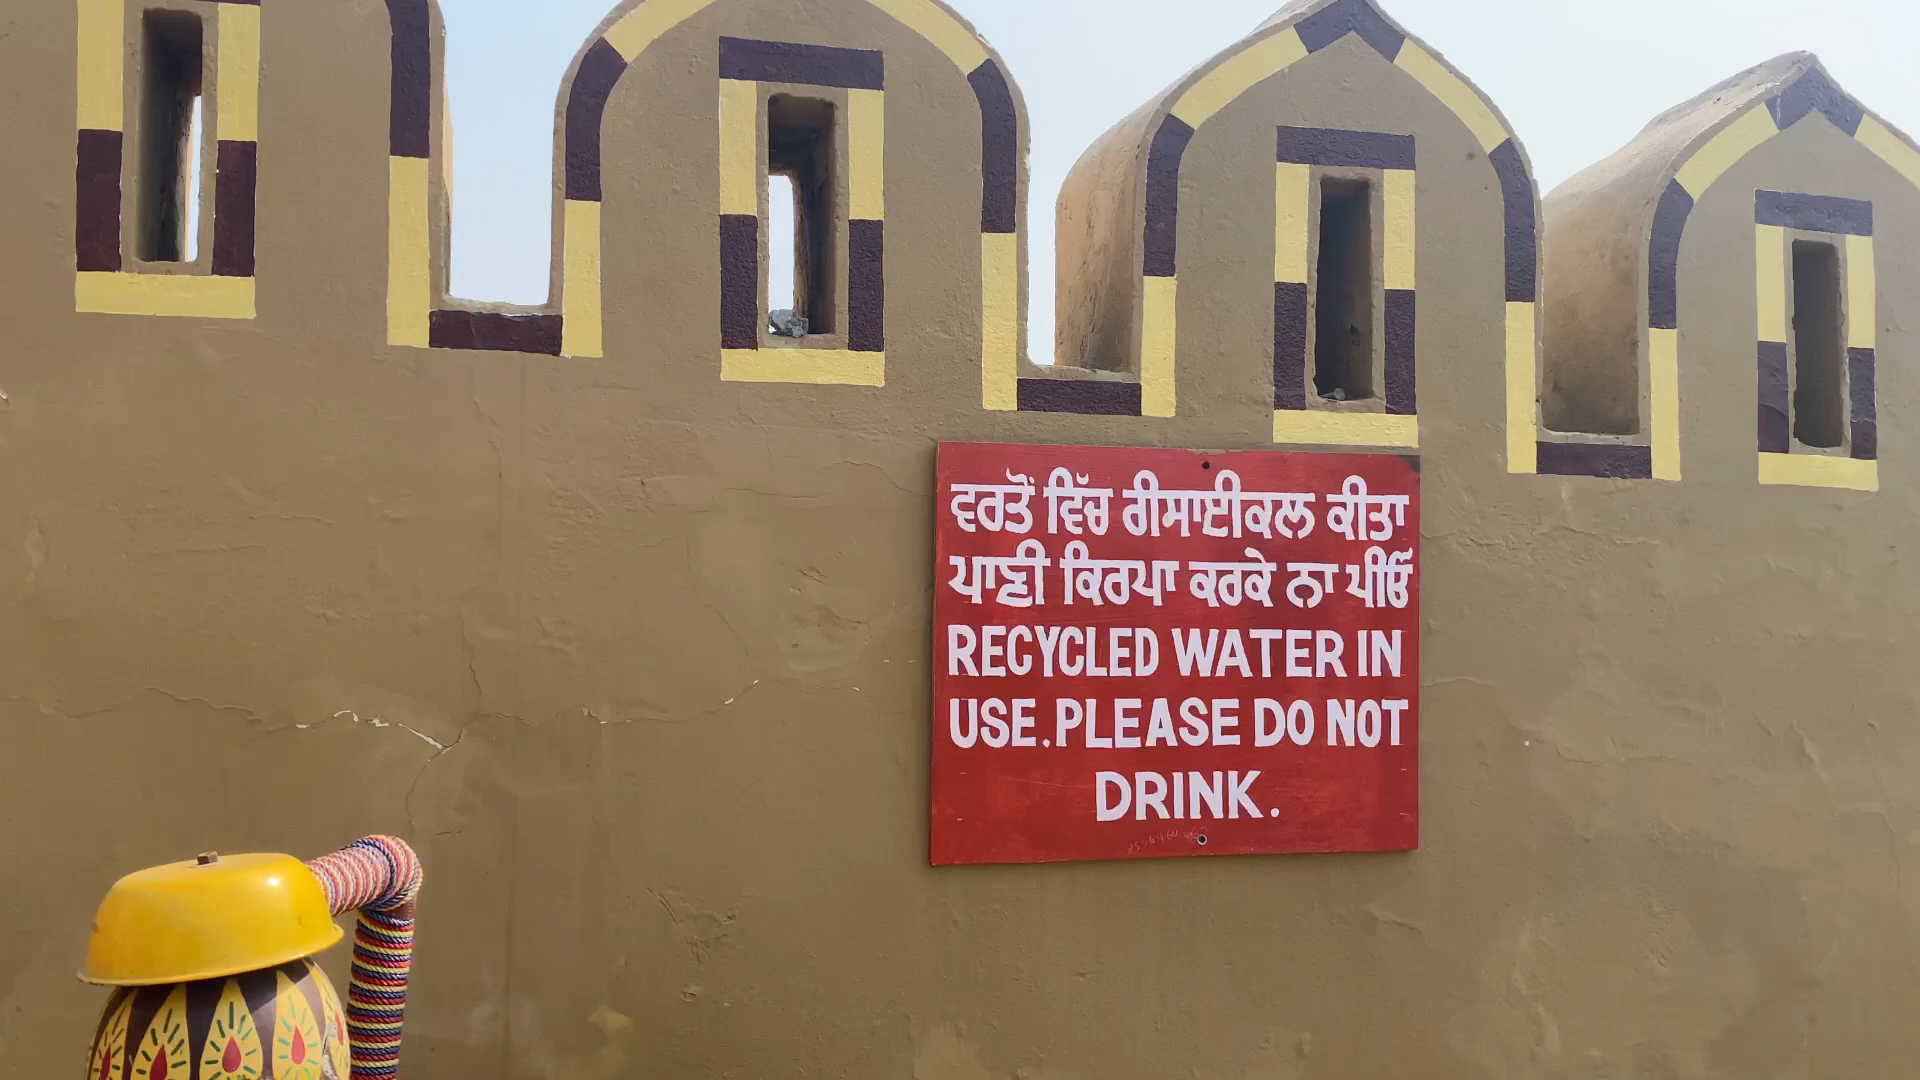 ਵਰਤੋਂ ਵਿੱਚ ਰੀਸਾਈਕਲ ਕੀਤਾ
ਪਾਣੀ ਕਿਰਪਾ ਕਰਕੇ ਨਾ ਪੀਓ
RECYCLED WATER IN
USE. PLEASE DO NOT
DRINK.